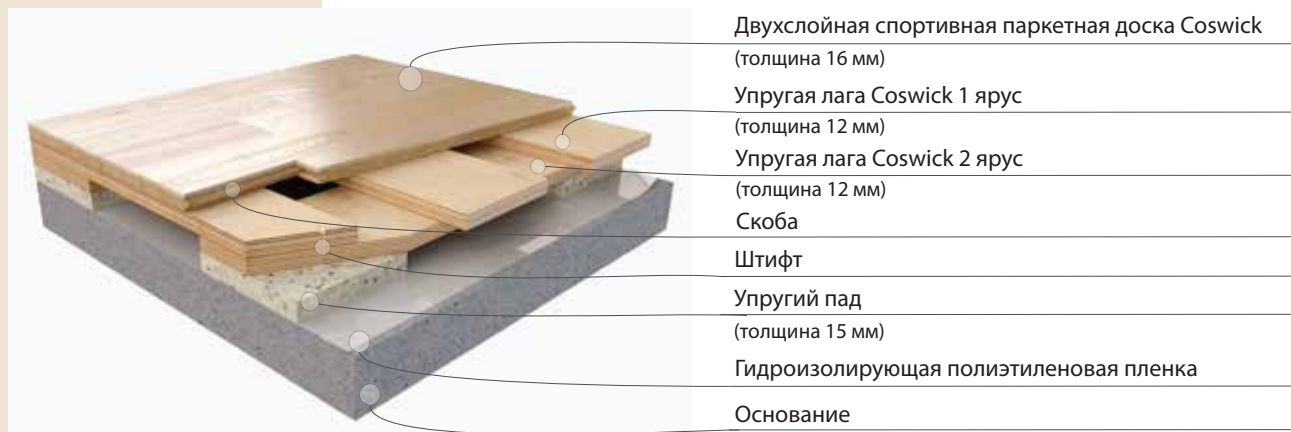 Двухслойная спортивная паркетная доска Coswick
(толщина 16 мм)
Упругая лага Coswick 1 ярус
(толщина 12 мм)
Упругая лага Coswick 2 ярус
(толщина 12 мм)
Скоба
Штифт
Упругий пад
(толщина 15 мм)
Гидроизолирующая полиэтиленовая пленка
Основание